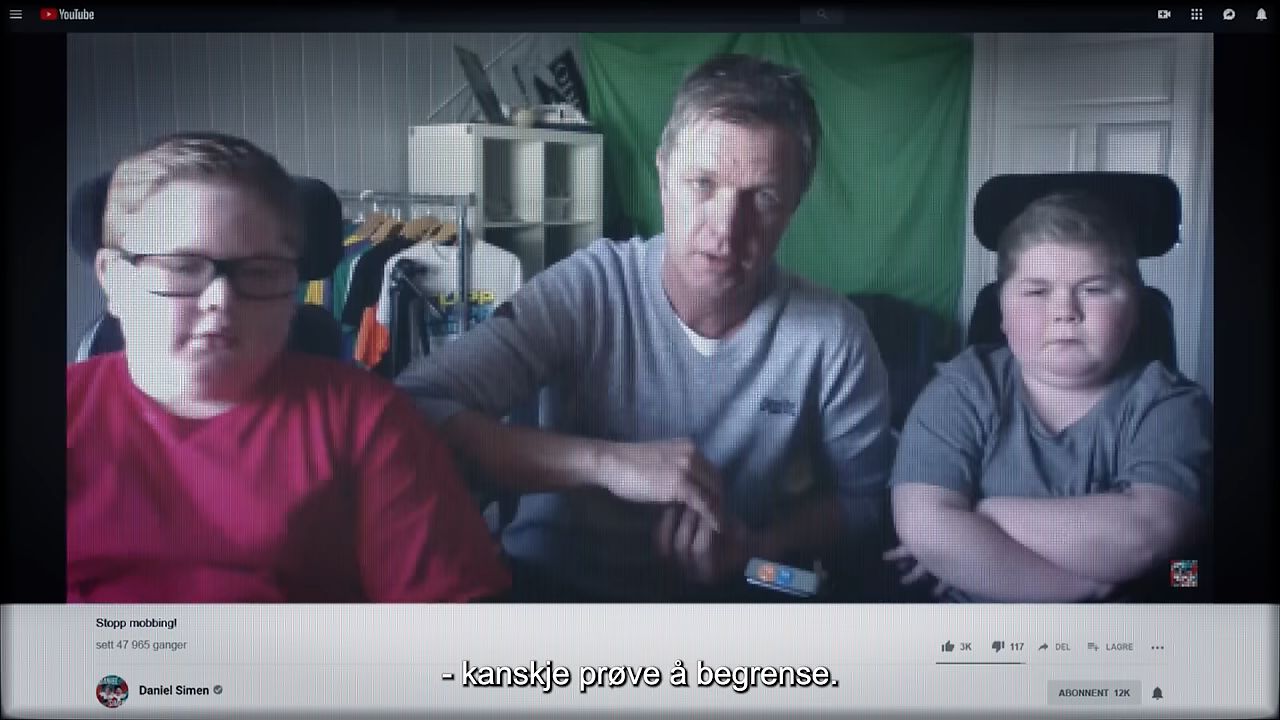 YouTube
Stopp mobbing!
sett 47 965 ganger
3K
117
DEL
LAGRE
- kanskje prøve å begrense.
Daniel Simen
ABONNENT 12K